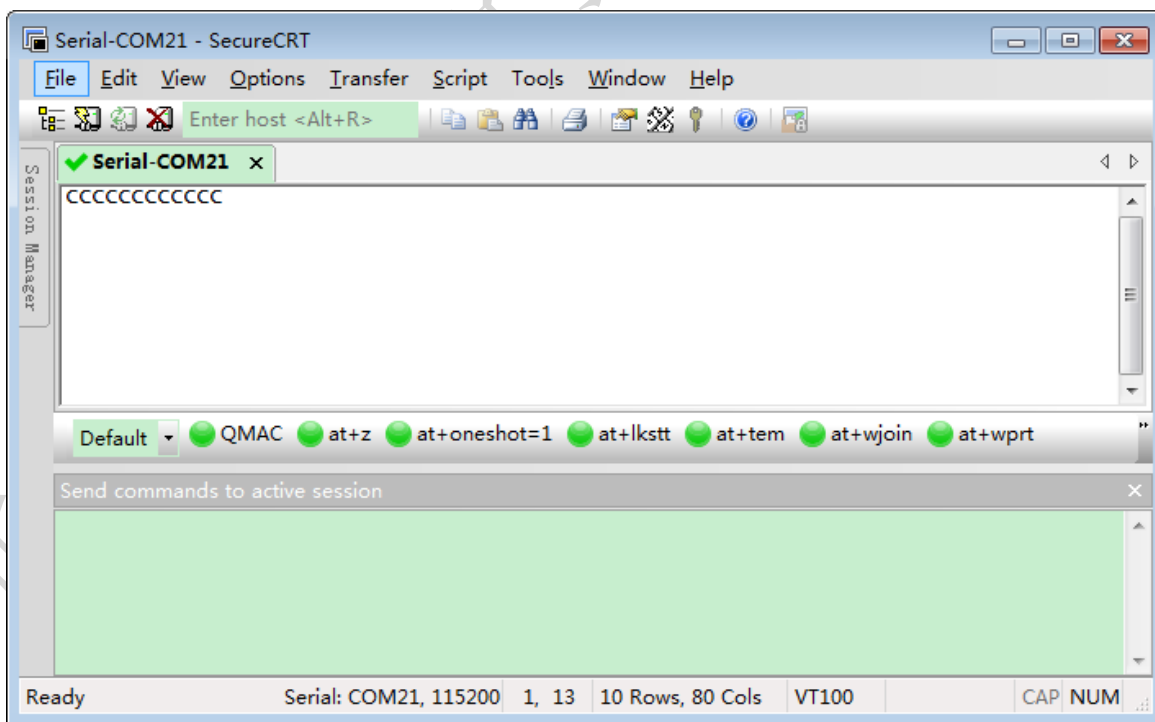 Serial-COM21 - SecureCRT
File Edit View Options Transfer Script Tools Window Help
Enter host <Alt+R>
Session Manager
Serial-COM21 x
CCCCCCCCCCCC
Default QMAC at+z at+oneshot=1 at+lkstt at+tem at+wjoin at+wprt
Send commands to active session
Ready Serial: COM21, 115200 1, 13 10 Rows, 80 Cols VT100 CAP NUM